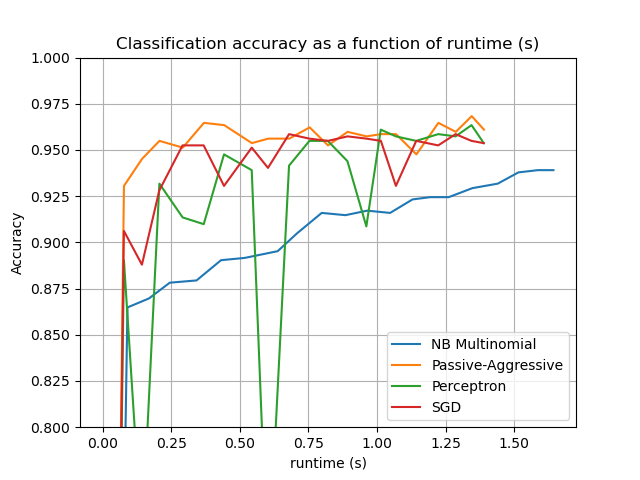 Classification accuracy as a function of runtime (s)
1.000
0.975
0.950
0.925
0.900
0.875
0.850
0.825
0.800
Accuracy
NB Multinomial
Passive-Aggressive
Perceptron
SGD
0.00 0.25 0.50 0.75 1.00 1.25 1.50
runtime (s)